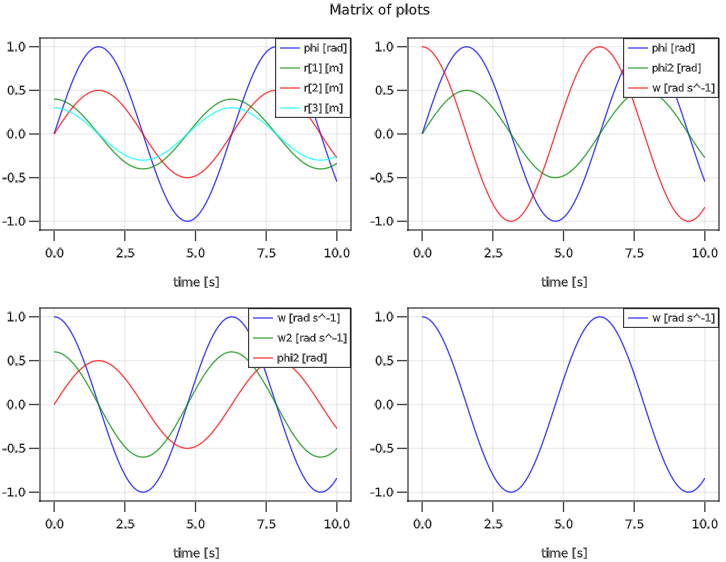 Matrix of plots
1.0
0.5
0.0
-0.5
-1.0
phi [rad]
r[1] [m]
r[2] [m]
r[3] [m]
0.0 2.5 5.0 7.5 10.0
time [s]
1.0
0.5
0.0
-0.5
-1.0
phi [rad]
phi2 [rad]
w [rad s^-1]
0.0 2.5 5.0 7.5 10.0
time [s]
1.0
0.5
0.0
-0.5
-1.0
w [rad s^-1]
w2 [rad s^-1]
phi2 [rad]
0.0 2.5 5.0 7.5 10.0
time [s]
1.0
0.5
0.0
-0.5
-1.0
w [rad s^-1]
0.0 2.5 5.0 7.5 10.0
time [s]